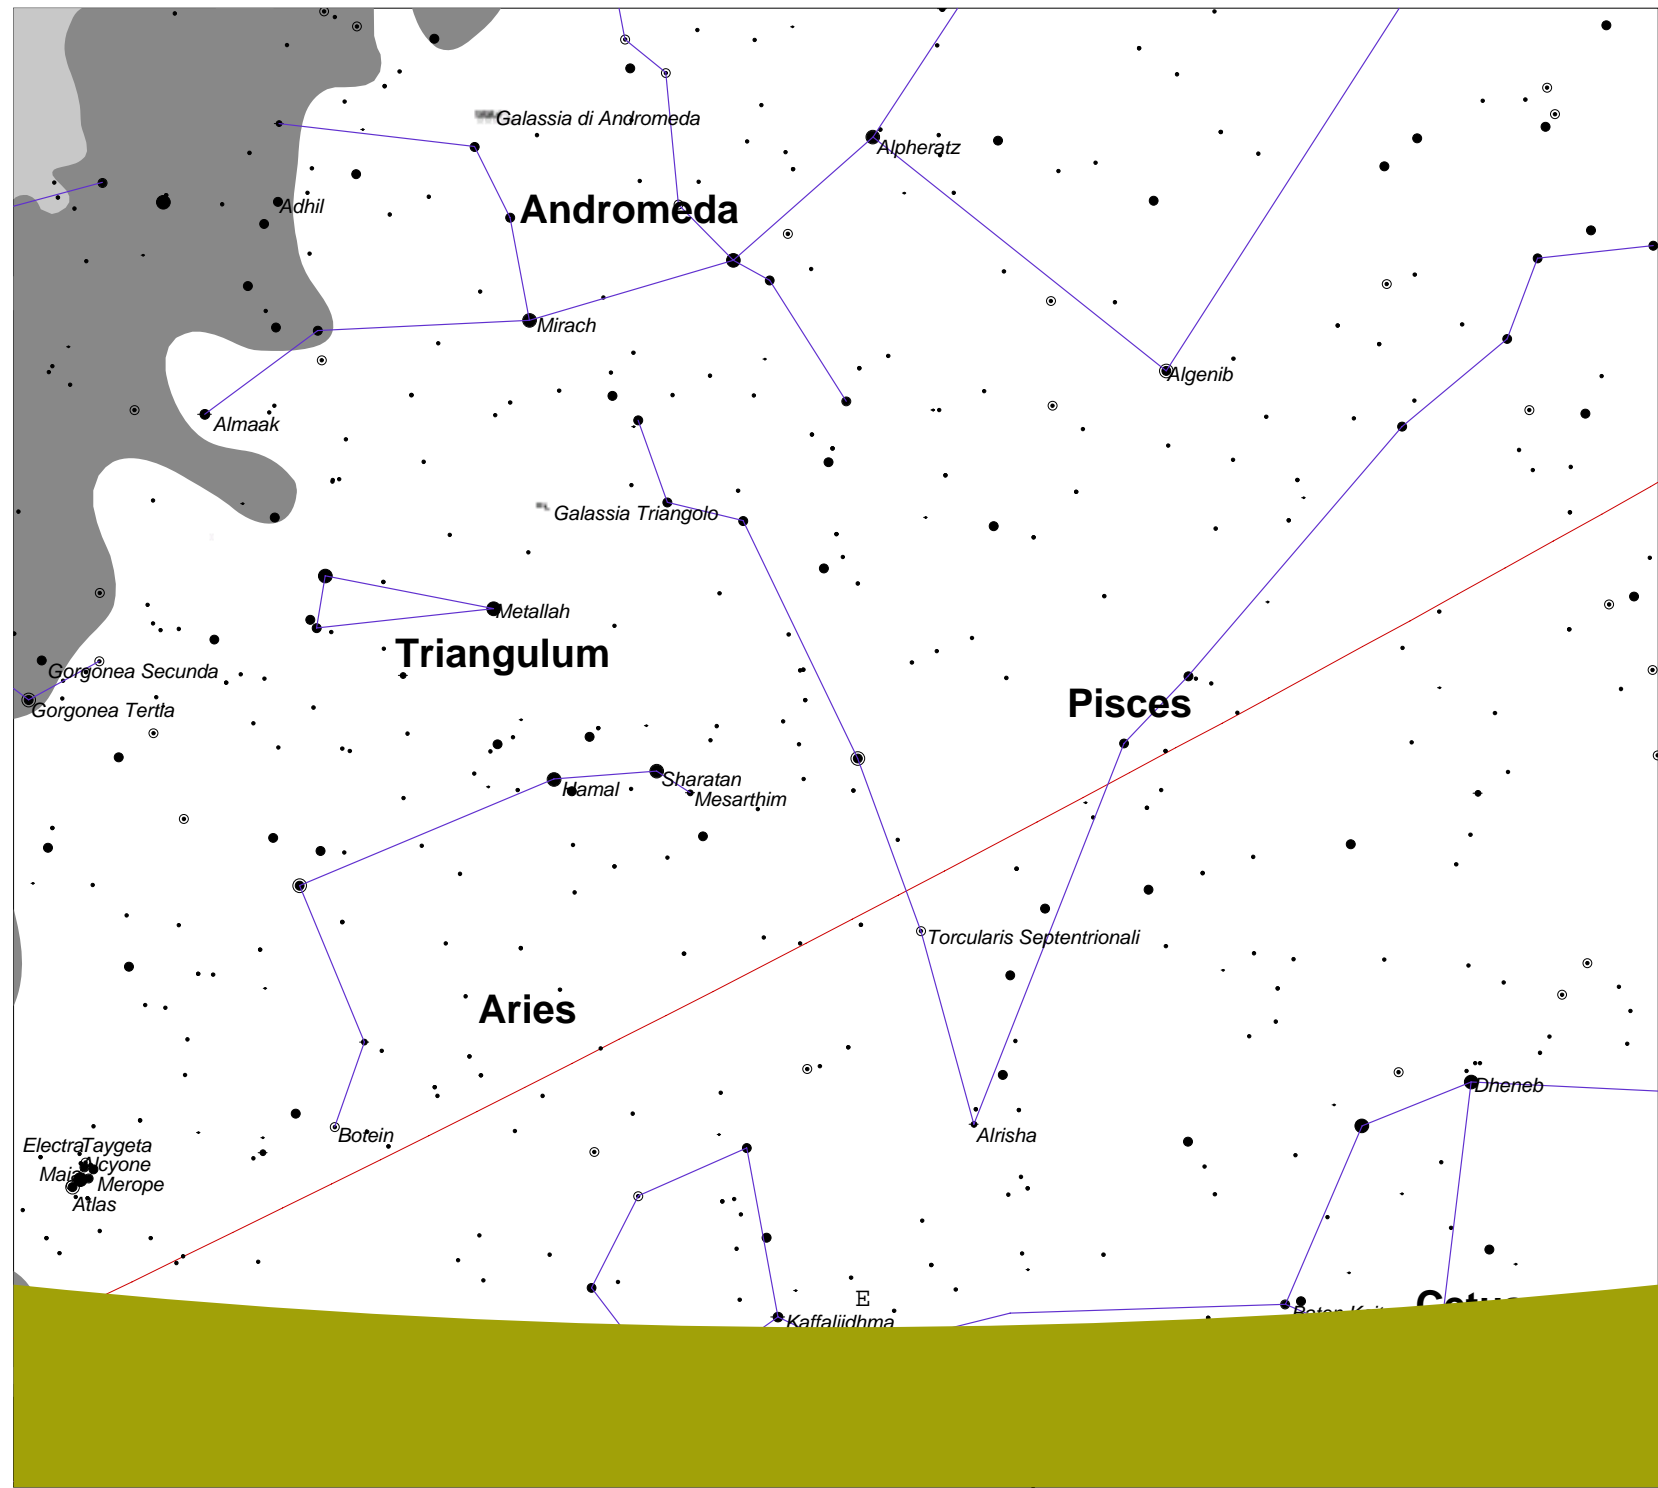 Galassia di Andromeda
Alpheratz
Adhil
Andromeda
Mirach
Algenib
Almaak
Galassia Triangolo
Metallah
Triangulum
Gorgonea Secunda
Gorgonea Tertia
Pisces
Hamal
Sharatan
Mesarthim
Torcularis Septentrionali
Aries
Dheneb
Botein
Alrisha
Electra
Taygeta
Alcyone
Maia
Merope
Atlas
E
Kaffaljidhma